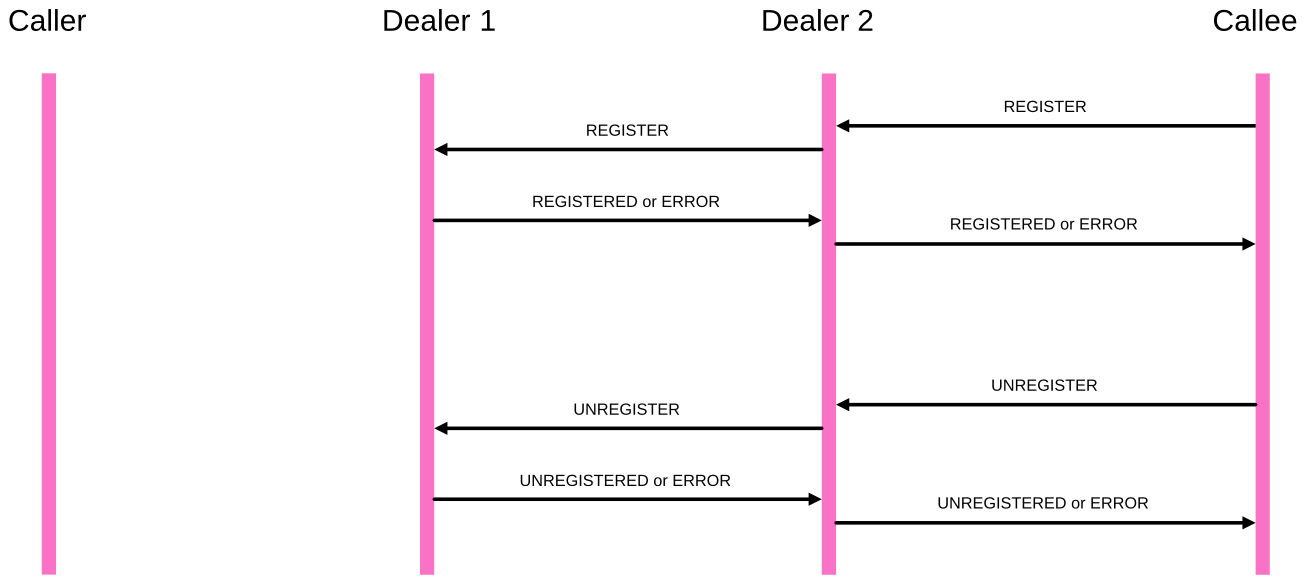 Caller
Dealer 1
Dealer 2
Callee
REGISTER
REGISTER
REGISTERED or ERROR
REGISTERED or ERROR
UNREGISTER
UNREGISTER
UNREGISTERED or ERROR
UNREGISTERED or ERROR